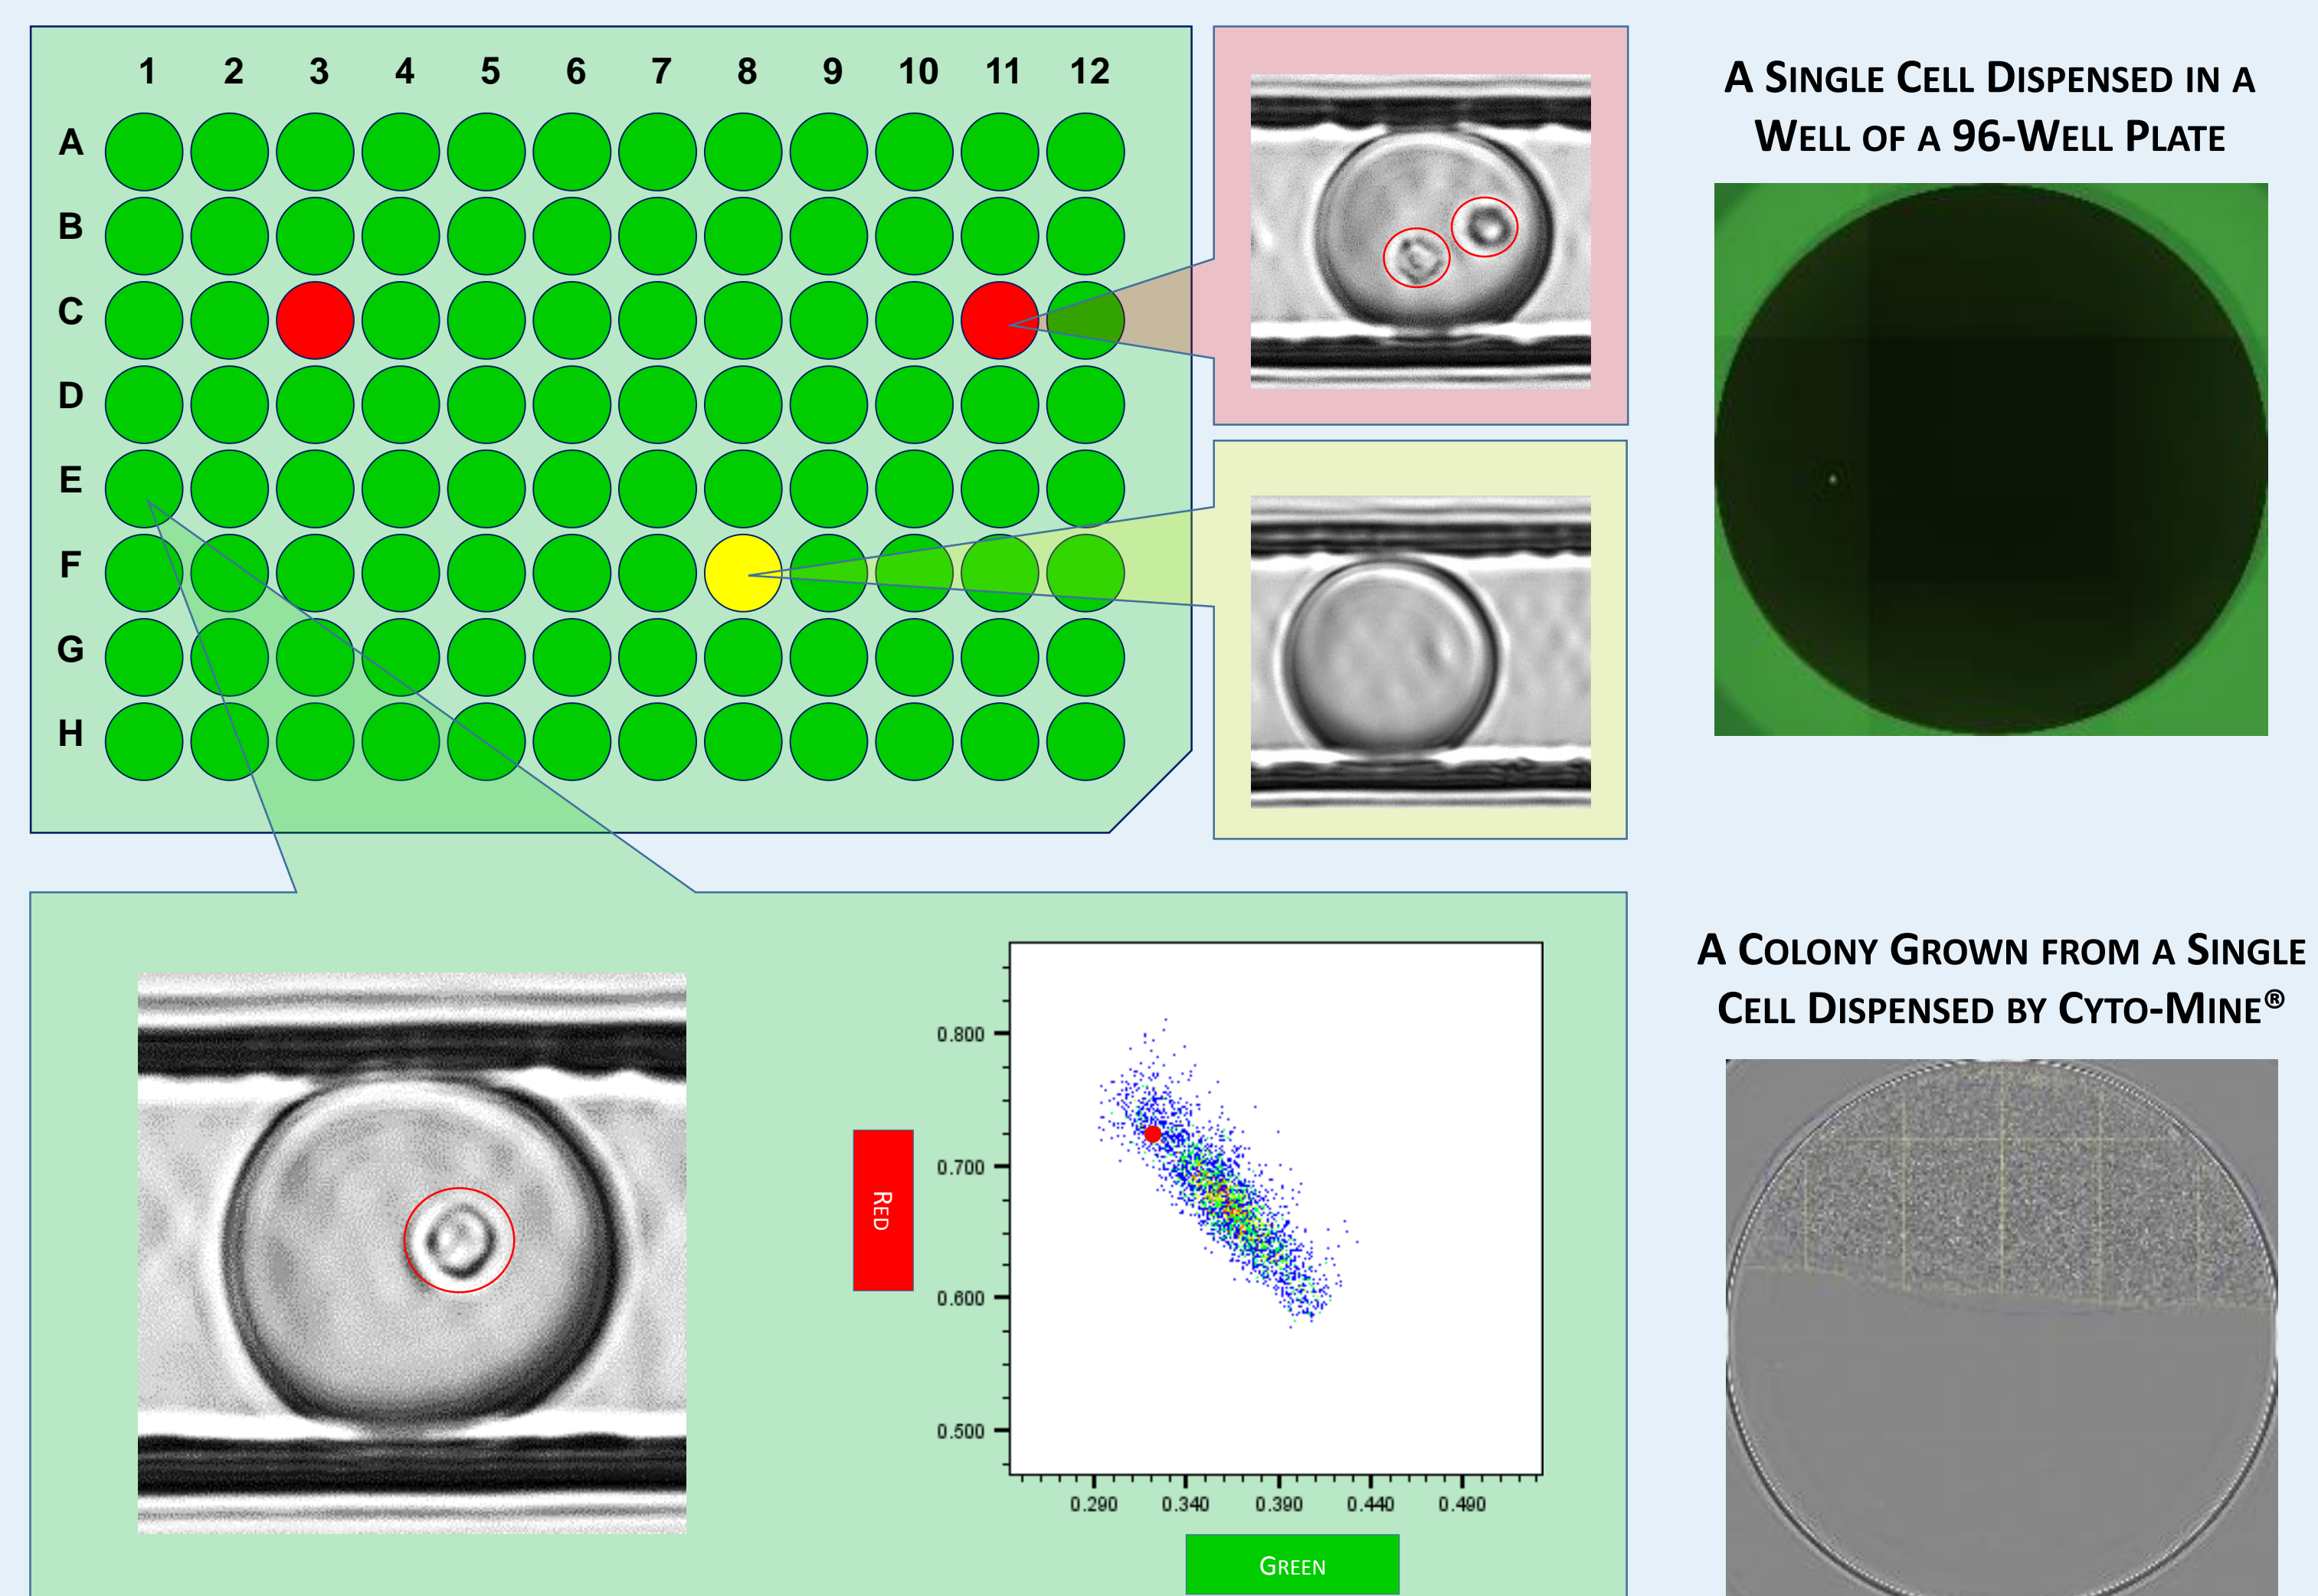 1 2 3 4 5 6 7 8 9 10 11 12
A
B
C
D
E
F
G
H
A Single Cell Dispensed in a
Well of a 96-Well Plate
0.800
0.700
0.600
0.500
0.290 0.340 0.390 0.440 0.490
Red
Green
A Colony Grown from a Single
Cell Dispensed by Cyto-Mine®